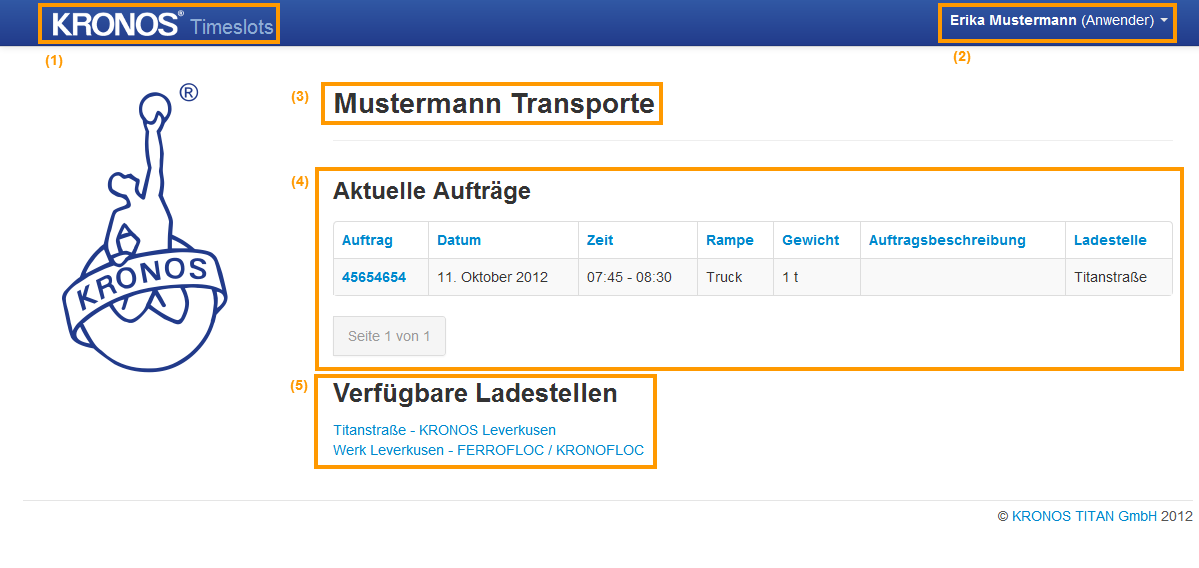 KRONOS® Timeslots
Erika Mustermann (Anwender)
(1)
(2)
®
(3)
Mustermann Transporte
(4)
Aktuelle Aufträge
Auftrag Datum Zeit Rampe Gewicht Auftragsbeschreibung Ladestelle
45654654 11. Oktober 2012 07:45 - 08:30 Truck 1 t Titanstraße
KRONOS
Seite 1 von 1
(5)
Verfügbare Ladestellen
Titanstraße - KRONOS Leverkusen
Werk Leverkusen - FERROFLOC / KRONOFLOC
© KRONOS TITAN GmbH 2012